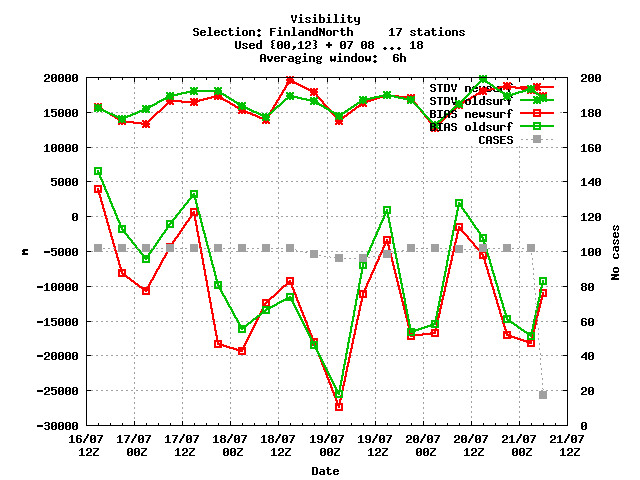 Visibility
Selection: FinlandNorth 17 stations
Used {00,12} + 07 08 ... 18
Averaging window: 6h
STDV newsurf
STDV oldsurf
BIAS newsurf
BIAS oldsurf
CASES
20000
15000
10000
5000
0
-5000
-10000
-15000
-20000
-25000
-30000
m
200
180
160
140
120
100
80
60
40
20
0
No cases
16/07 17/07 17/07 18/07 18/07 19/07 19/07 20/07 20/07 21/07 21/07
12Z 00Z 12Z 00Z 12Z 00Z 12Z 00Z 12Z 00Z 12Z
Date